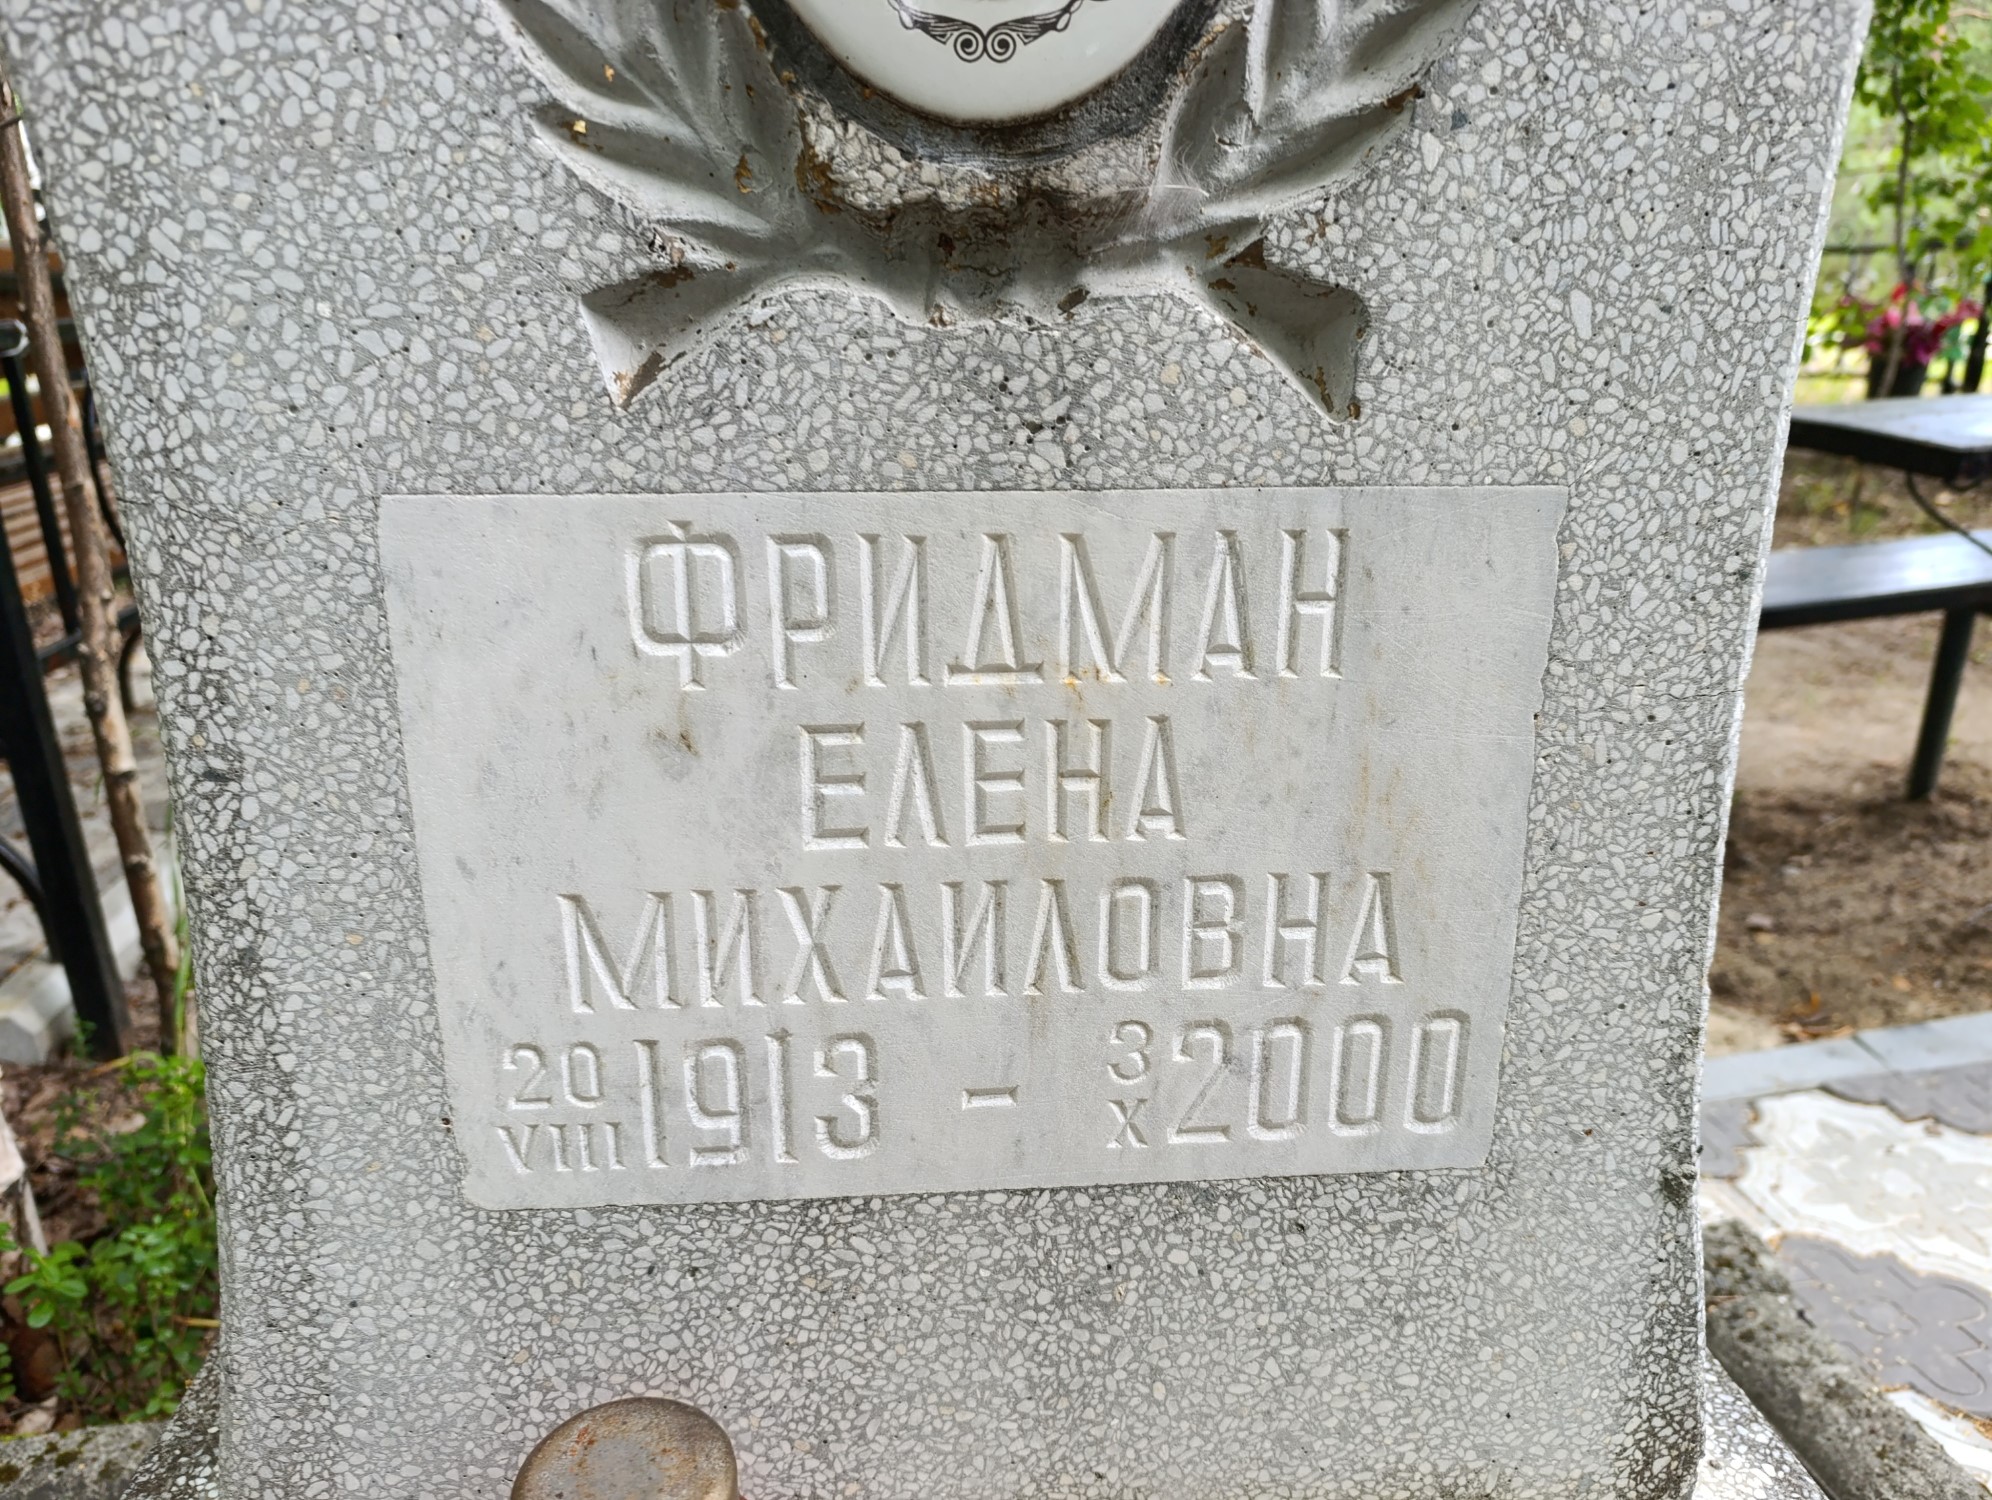 ФРИДМАН
ЕЛЕНА
МИХАИЛОВНА
20 VIII 1913 - 3 X 2000